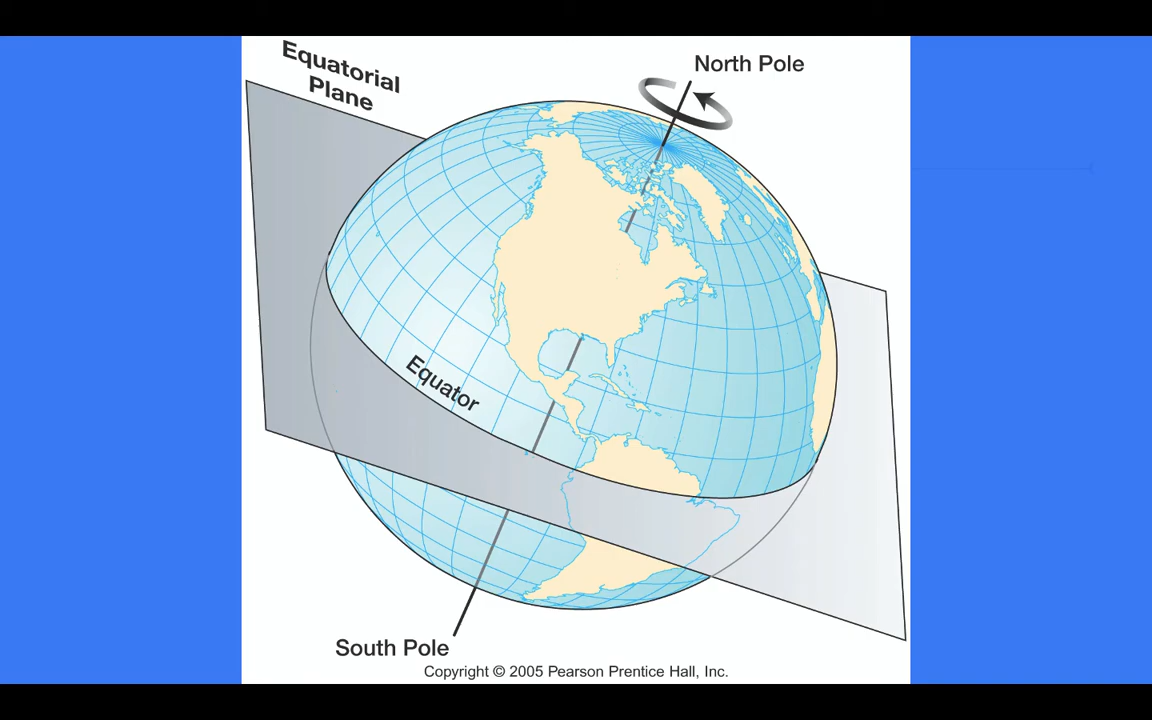 Equatorial
Plane
North Pole
Equator
South Pole
Copyright © 2005 Pearson Prentice Hall, Inc.